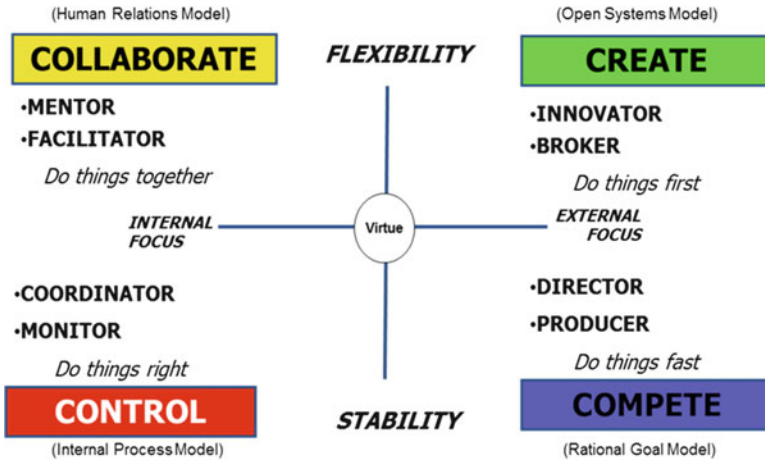 (Human Relations Model)
(Open Systems Model)
COLLABORATE
FLEXIBILITY
CREATE
•MENTOR
•FACILITATOR
Do things together
•INNOVATOR
•BROKER
Do things first
INTERNAL
FOCUS
Virtue
EXTERNAL
FOCUS
•COORDINATOR
•MONITOR
Do things right
•DIRECTOR
•PRODUCER
Do things fast
CONTROL
STABILITY
COMPETE
(Internal Process Model)
(Rational Goal Model)